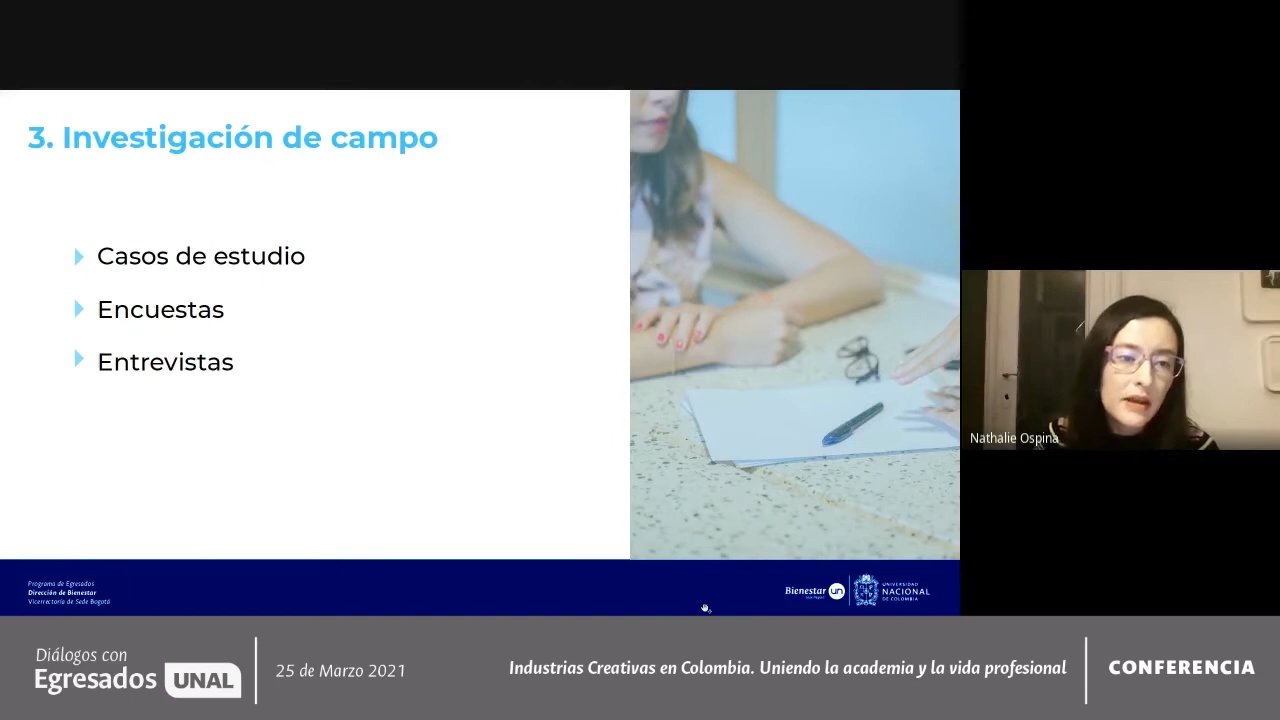 3. Investigación de campo
Casos de estudio
Encuestas
Entrevistas
Nathalie Ospina
Programa de Egresados
Dirección de Bienestar
Vicerrectoría de Sede Bogotá
Bienestar un
UNIVERSIDAD
NACIONAL
DE COLOMBIA
Diálogos con
Egresados UNAL
25 de Marzo 2021
Industrias Creativas en Colombia. Uniendo la academia y la vida profesional
CONFERENCIA